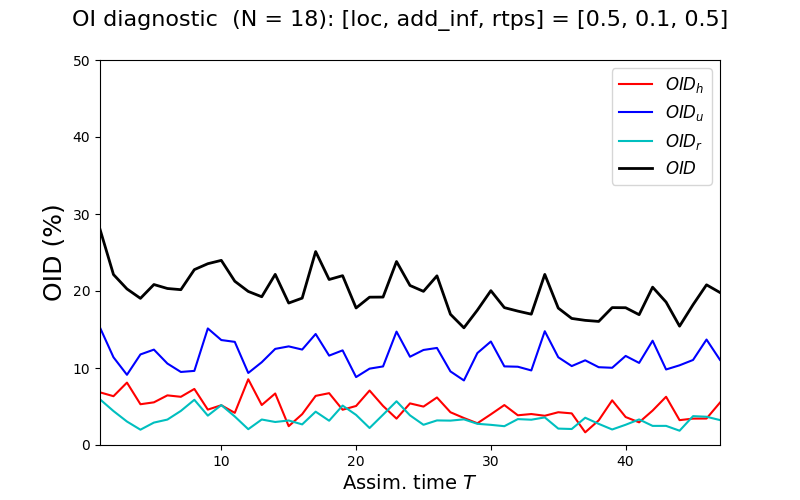 OI diagnostic  (N = 18): [loc, add_inf, rtps] = [0.5, 0.1, 0.5]
50
40
30
20
10
0
OID (%)
OID_h
OID_u
OID_r
OID
10
20
30
40
Assim. time T